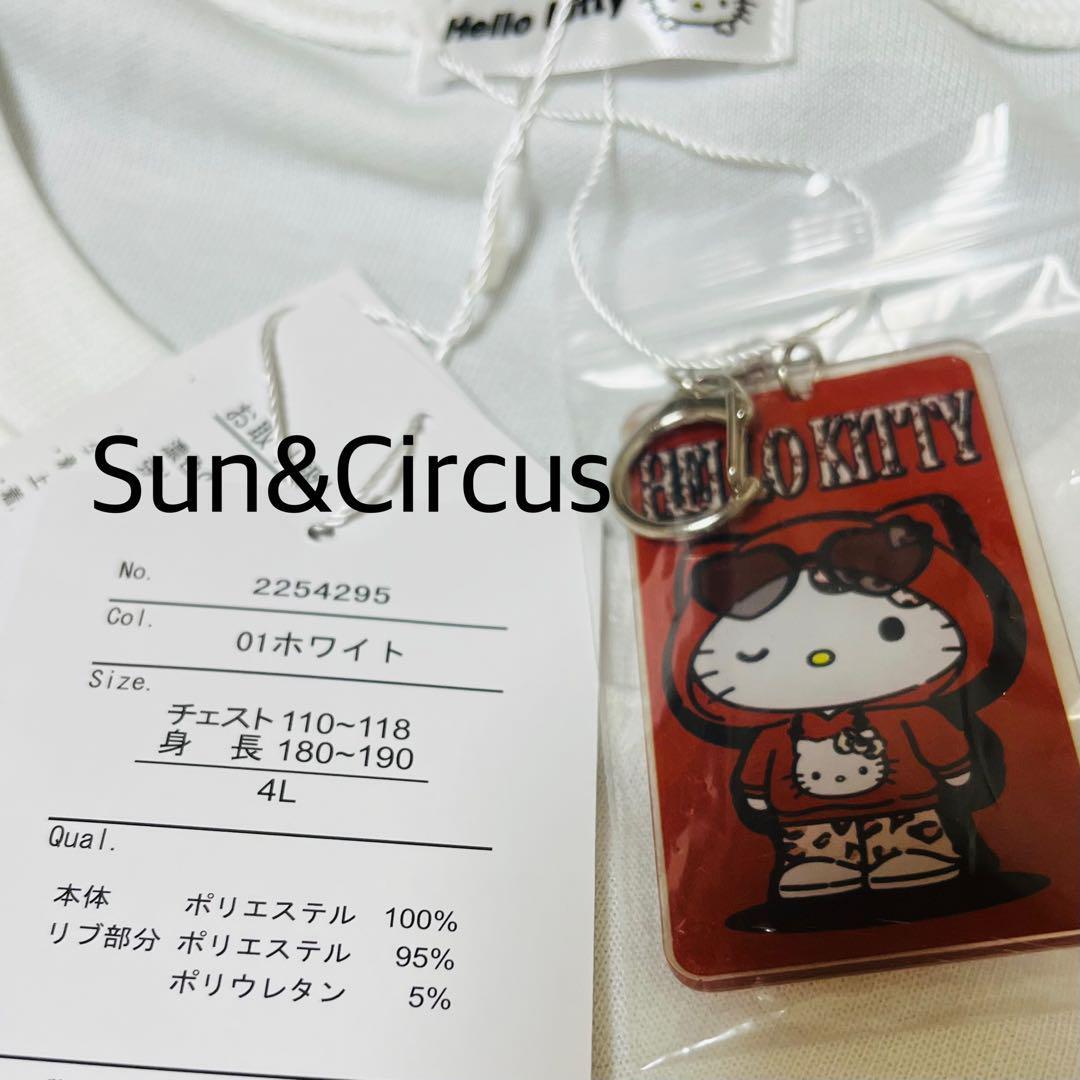 Hello Kitty
お取
Sun&Circus
HELLO KITTY
No. 2254295
Col. 01ホワイト
Size.
チェスト 110~118
身 長 180~190
4L
Qual.
本体 ポリエステル 100%
リブ部分 ポリエステル 95%
ポリウレタン 5%